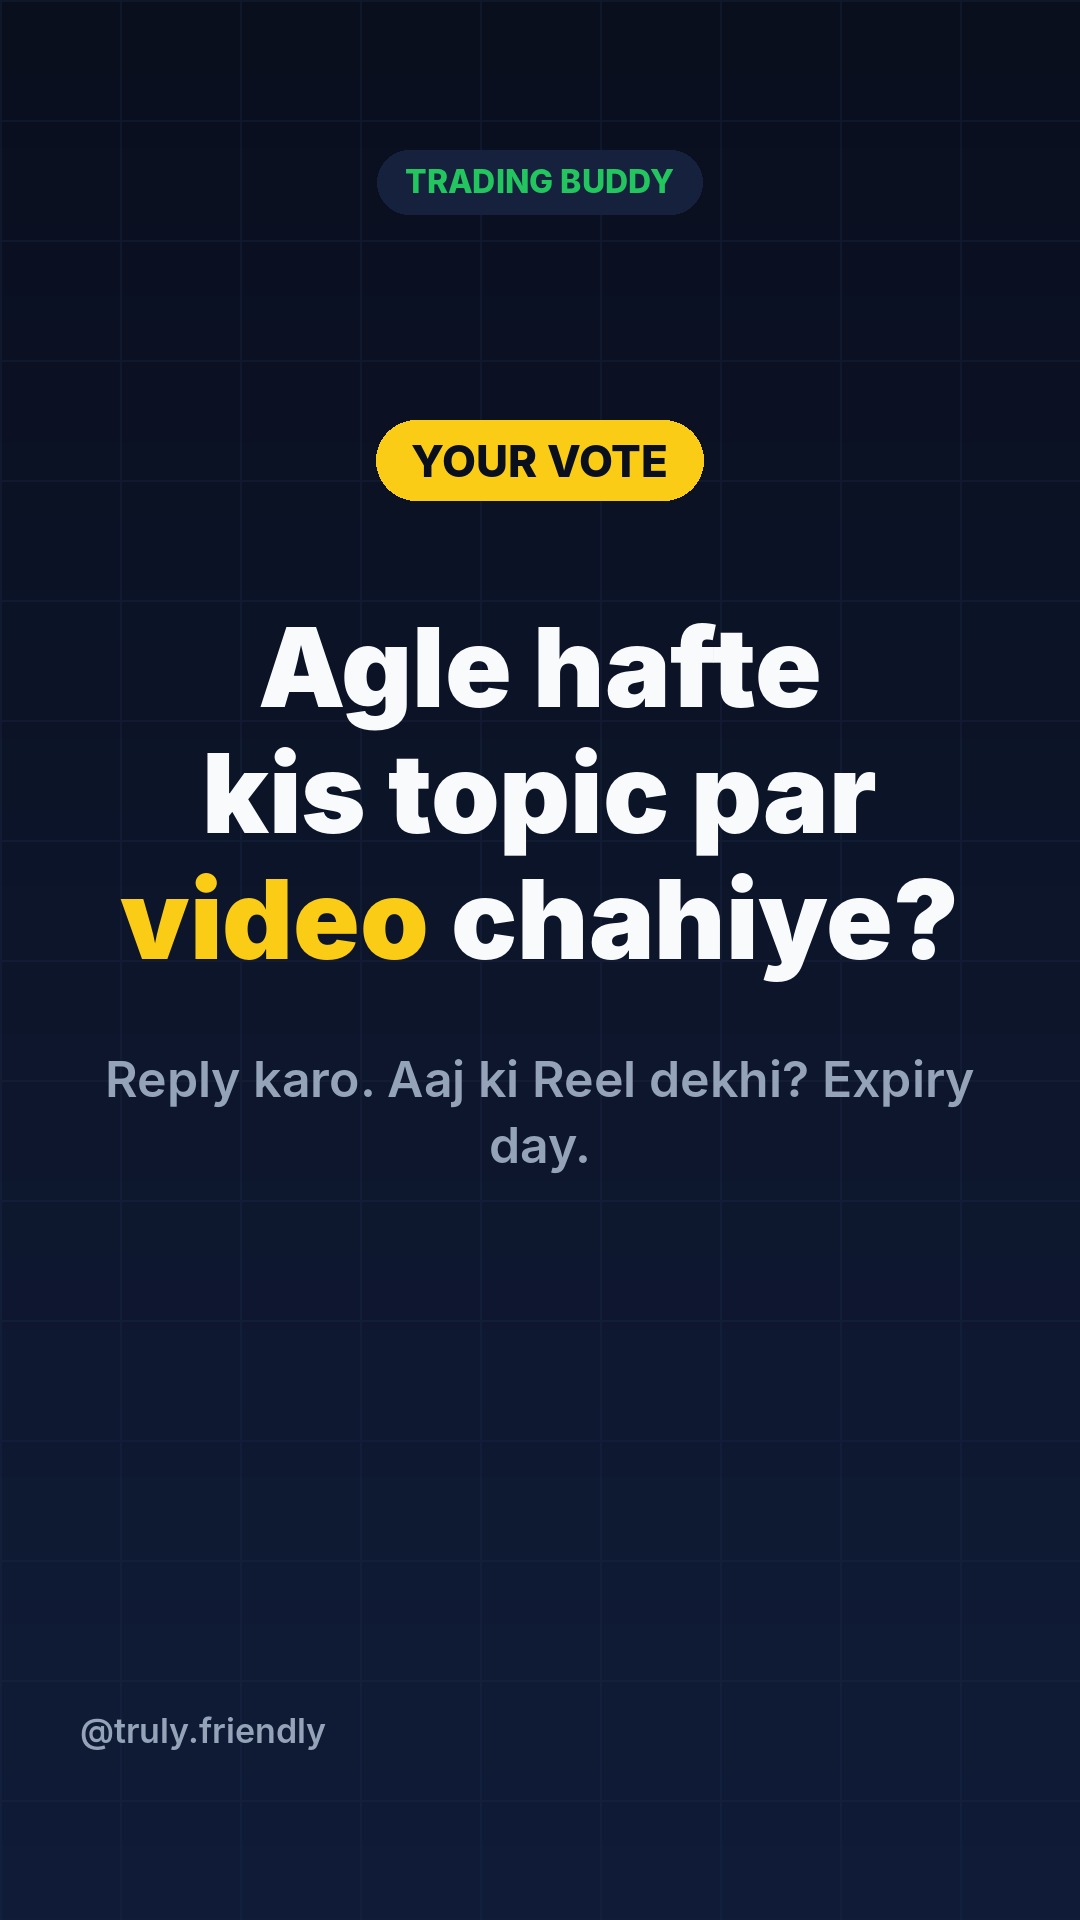 TRADING BUDDY
YOUR VOTE
Agle hafte
kis topic par
video chahiye?
Reply karo. Aaj ki Reel dekhi? Expiry
day.
@truly.friendly